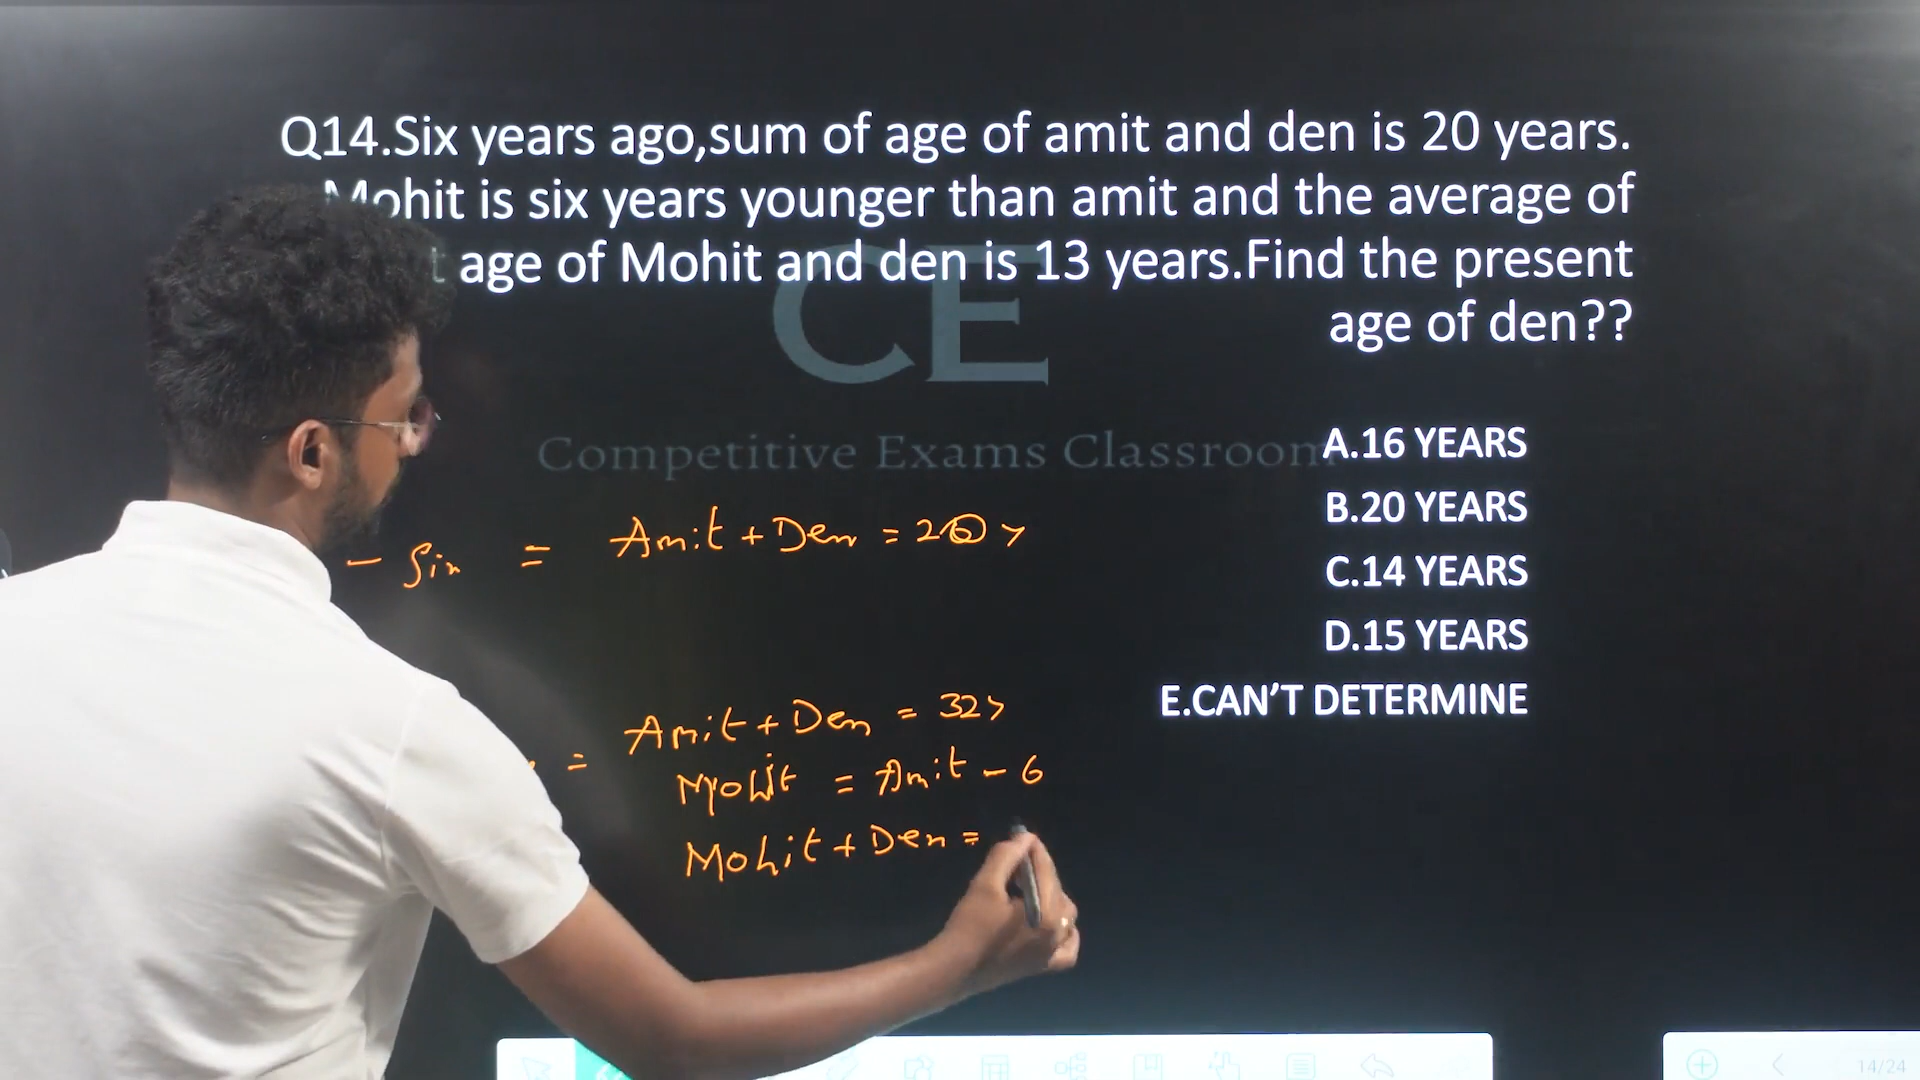 Q14.Six years ago,sum of age of amit and den is 20 years.
Mohit is six years younger than amit and the average of
age of Mohit and den is 13 years.Find the present
age of den??
CE
Competitive Exams Classroom
A.16 YEARS
B.20 YEARS
C.14 YEARS
D.15 YEARS
E.CAN'T DETERMINE
- Six = Amit + Den = 20 y
= Amit + Den = 32 y
Mohit = Amit - 6
Mohit + Den =
14/24